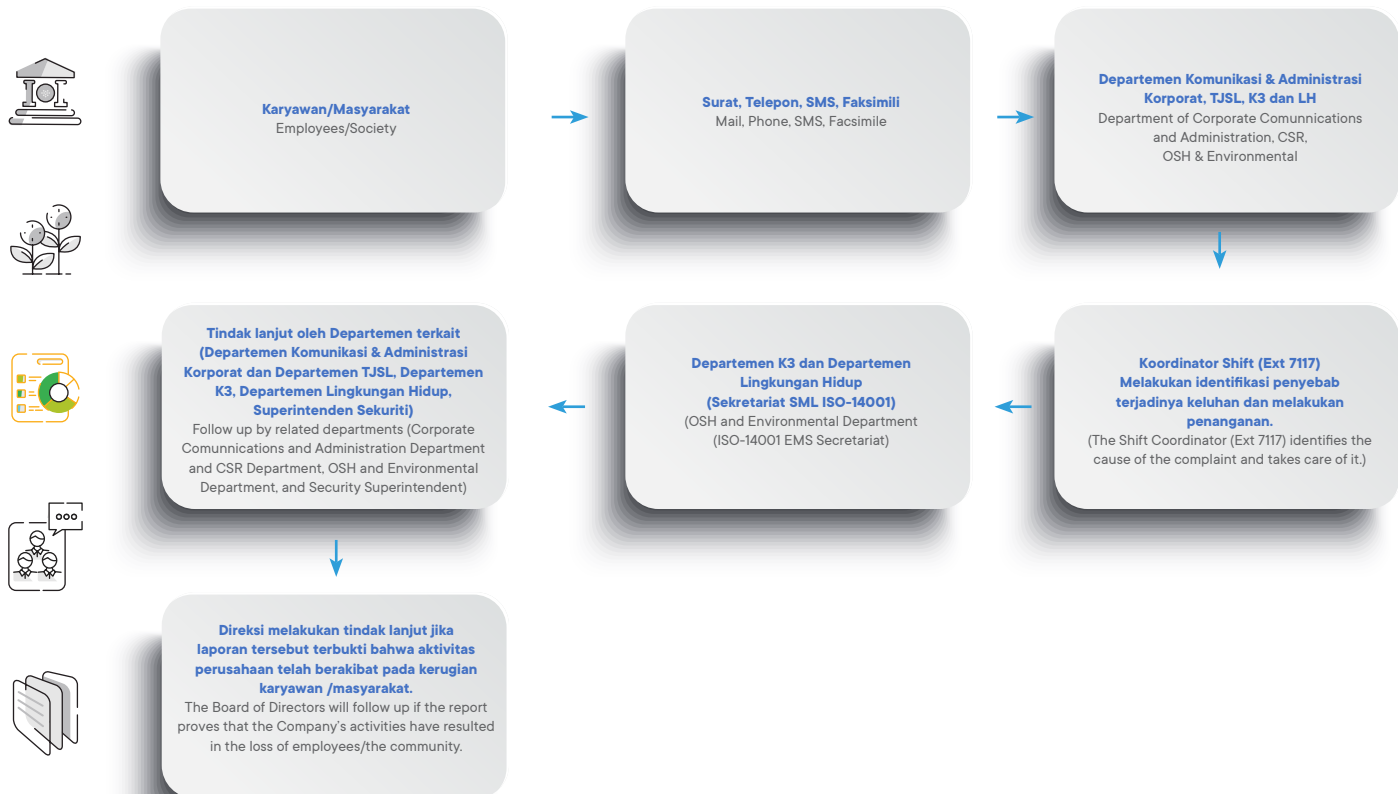 Karyawan/Masyarakat
Employees/Society
Surat, Telepon, SMS, Faksimili
Mail, Phone, SMS, Facsimile
Departemen Komunikasi & Administrasi
Korporat, TJSL, K3 dan LH
Department of Corporate Comunnications
and Administration, CSR,
OSH & Environmental
Koordinator Shift (Ext 7117)
Melakukan identifikasi penyebab
terjadinya keluhan dan melakukan
penanganan.
(The Shift Coordinator (Ext 7117) identifies the
cause of the complaint and takes care of it.)
Departemen K3 dan Departemen
Lingkungan Hidup
(Sekretariat SML ISO-14001)
(OSH and Environmental Department
(ISO-14001 EMS Secretariat)
Tindak lanjut oleh Departemen terkait
(Departemen Komunikasi & Administrasi
Korporat dan Departemen TJSL, Departemen
K3, Departemen Lingkungan Hidup,
Superintenden Sekuriti)
Follow up by related departments (Corporate
Comunnications and Administration Department
and CSR Department, OSH and Environmental
Department, and Security Superintendent)
Direksi melakukan tindak lanjut jika
laporan tersebut terbukti bahwa aktivitas
perusahaan telah berakibat pada kerugian
karyawan /masyarakat.
The Board of Directors will follow up if the report
proves that the Company's activities have resulted
in the loss of employees/the community.